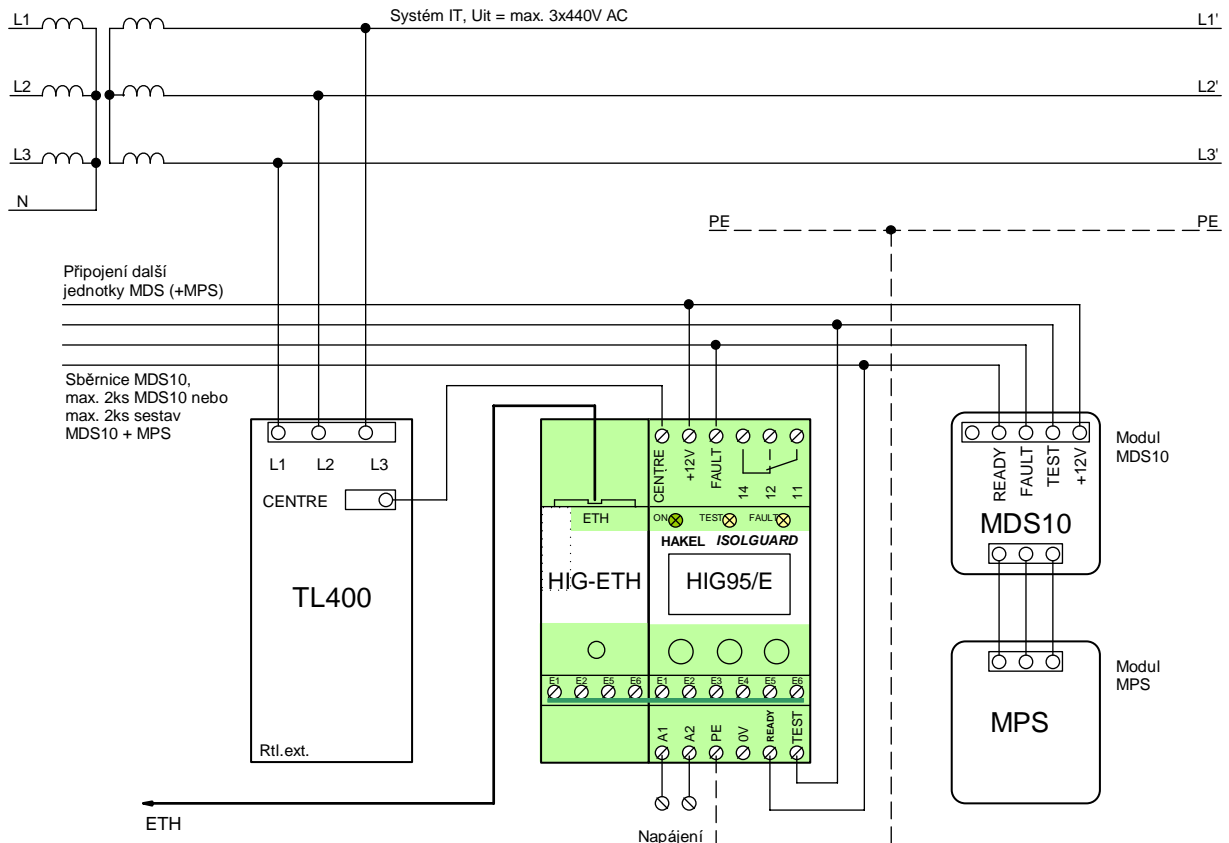 L1
Systém IT, Uit = max. 3x440V AC
L1'
L2
L2'
L3
L3'
N
PE
PE
Připojení další
jednotky MDS (+MPS)
Sběrnice MDS10,
max. 2ks MDS10 nebo
max. 2ks sestav
MDS10 + MPS
L1
L2
L3
CENTRE
TL400
Rtl.ext.
ETH
CENTRE
+12V
FAULT
14
12
11
ETH
ON
TEST
FAULT
HAKEL ISOLGUARD
HIG-ETH
HIG95/E
E1
E2
E5
E6
E1
E2
E3
E4
E5
E6
A1
A2
PE
0V
READY
TEST
Napájení
READY
FAULT
TEST
+12V
MDS10
Modul
MDS10
MPS
Modul
MPS